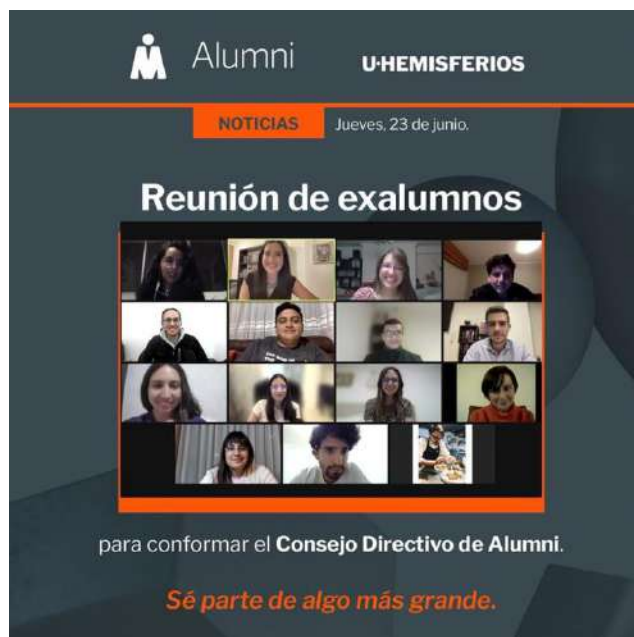 Alumni U·HEMISFERIOS
NOTICIAS Jueves, 23 de junio.
Reunión de exalumnos
para conformar el Consejo Directivo de Alumni.
Sé parte de algo más grande.